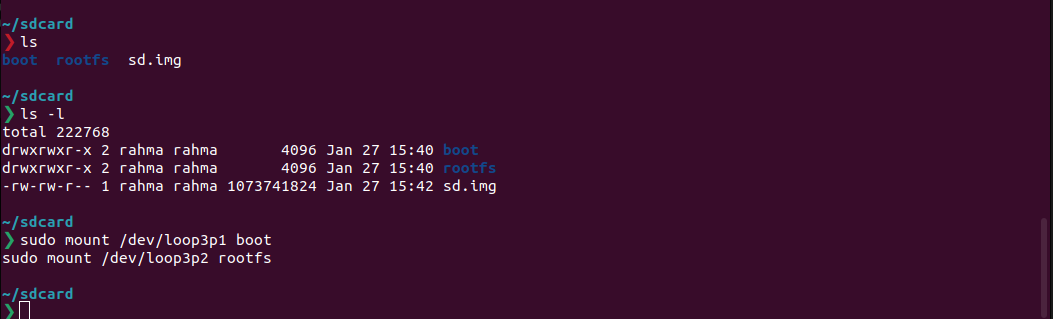 ~/sdcard
❯ ls
boot  rootfs  sd.img
~/sdcard
❯ ls -l
total 222768
drwxrwxr-x 2 rahma rahma       4096 Jan 27 15:40 boot
drwxrwxr-x 2 rahma rahma       4096 Jan 27 15:40 rootfs
-rw-rw-r-- 1 rahma rahma 1073741824 Jan 27 15:42 sd.img
~/sdcard
❯ sudo mount /dev/loop3p1 boot
sudo mount /dev/loop3p2 rootfs
~/sdcard
❯